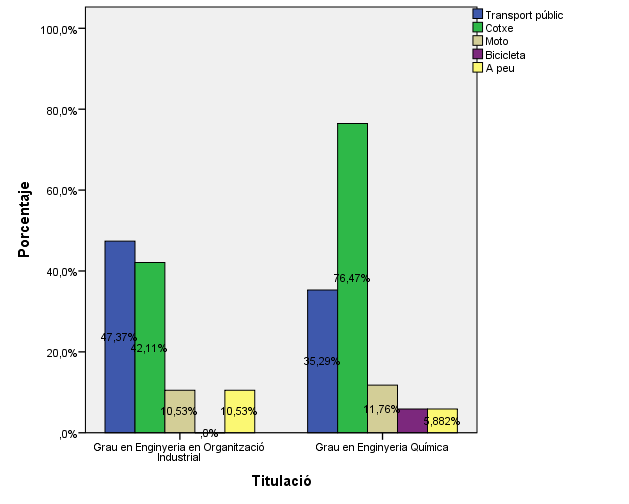 100,0%
80,0%
60,0%
40,0%
20,0%
,0%
Porcentaje
47,37%
42,11%
10,53%
,0%
10,53%
35,29%
76,47%
11,76%
5,882%
Grau en Enginyeria en Organització
Industrial
Grau en Enginyeria Química
Titulació
Transport públic
Cotxe
Moto
Bicicleta
A peu